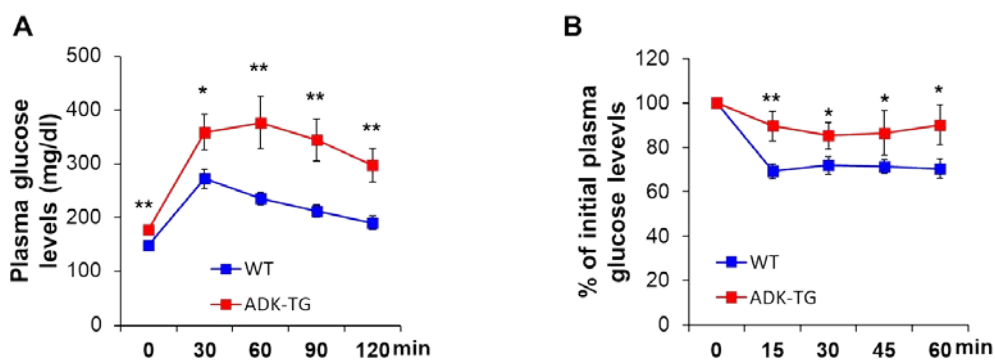 A
Plasma glucose
levels (mg/dl)
500
400
300
200
100
0
**
*
**
**
**
WT
ADK-TG
0 30 60 90 120 min
B
% of initial plasma
glucose levels
120
100
80
60
40
20
0
**
*
*
*
WT
ADK-TG
0 15 30 45 60 min